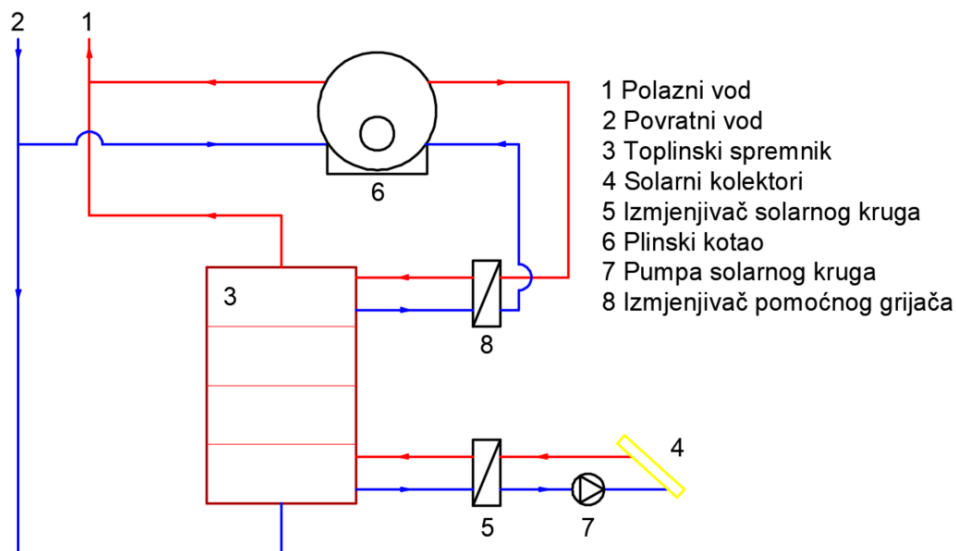 2 1
1 Polazni vod
2 Povratni vod
3 Toplinski spremnik
4 Solarni kolektori
5 Izmjenjivač solarnog kruga
6 Plinski kotao
7 Pumpa solarnog kruga
8 Izmjenjivač pomoćnog grijača
6
3
8
4
5
7